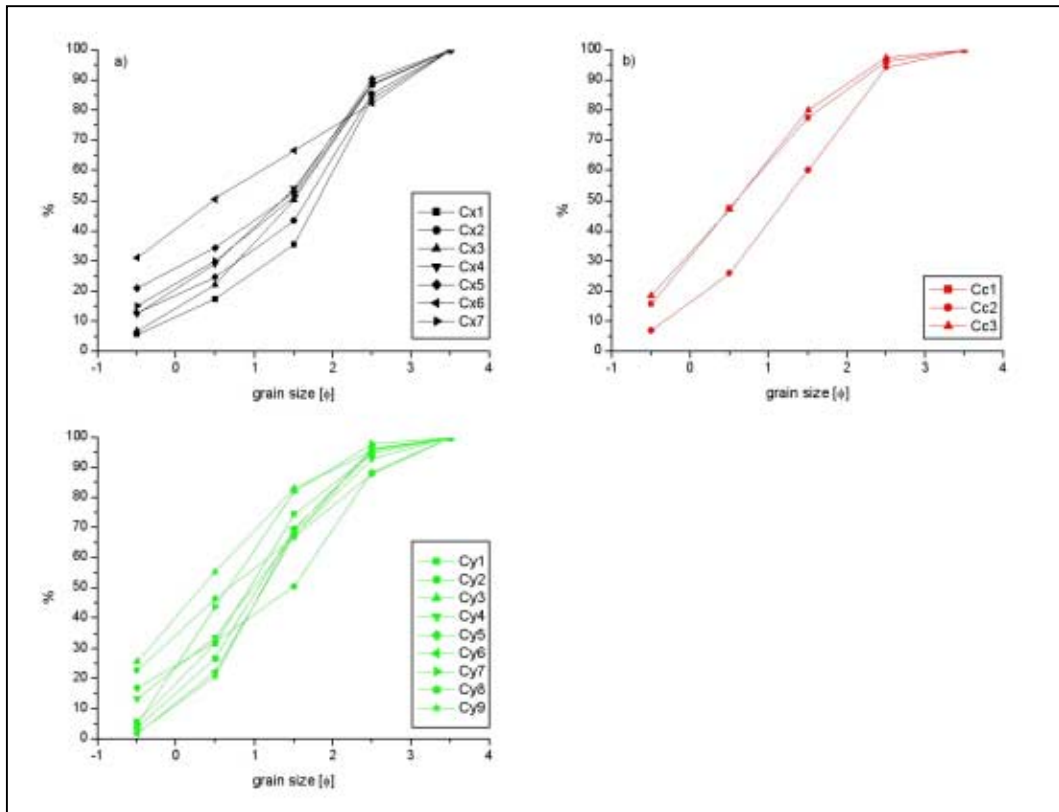 a)
100
90
80
70
60
50
40
30
20
10
0
%
-1 0 1 2 3 4
grain size [ϕ]
Cx1
Cx2
Cx3
Cx4
Cx5
Cx6
Cx7
b)
100
90
80
70
60
50
40
30
20
10
0
%
-1 0 1 2 3 4
grain size [ϕ]
Cc1
Cc2
Cc3
100
90
80
70
60
50
40
30
20
10
0
%
-1 0 1 2 3 4
grain size [ϕ]
Cy1
Cy2
Cy3
Cy4
Cy5
Cy6
Cy7
Cy8
Cy9